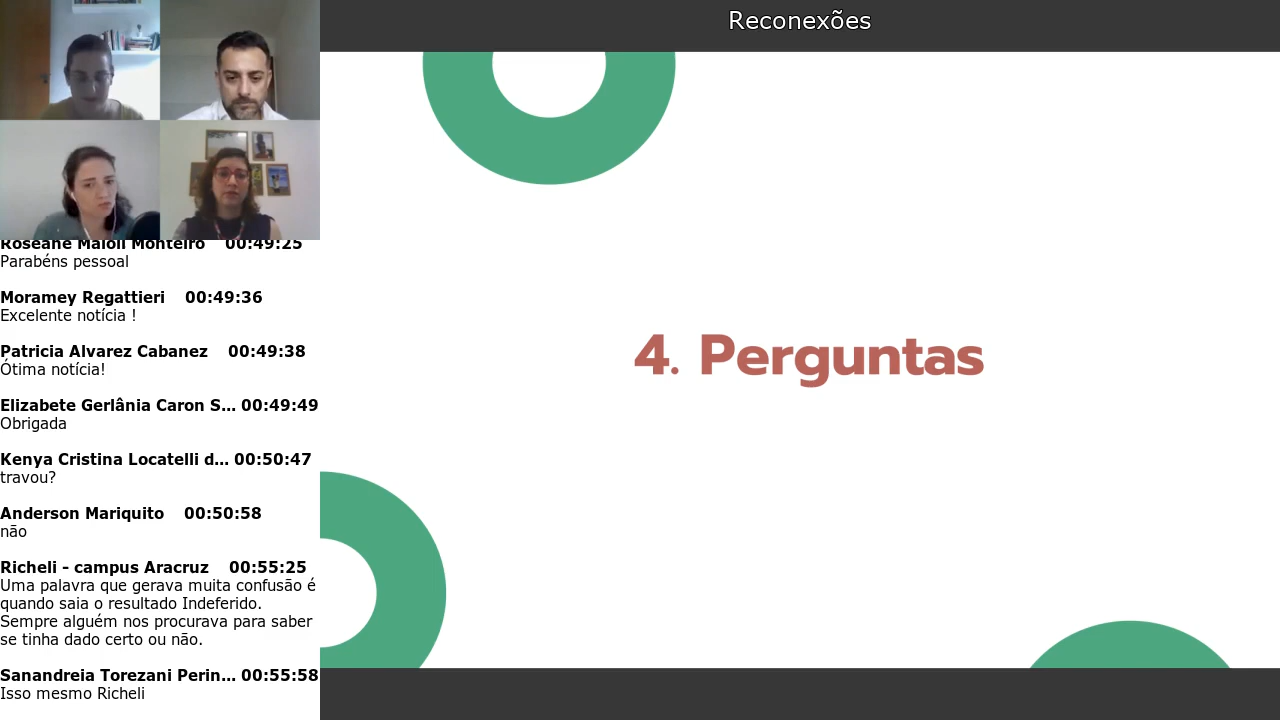 Reconexões
Roseane Maioli Monteiro 00:49:25
Parabéns pessoal
Moramey Regattieri 00:49:36
Excelente notícia !
Patricia Alvarez Cabanez 00:49:38
Ótima notícia!
Elizabete Gerlânia Caron S... 00:49:49
Obrigada
Kenya Cristina Locatelli d... 00:50:47
travou?
Anderson Mariquito 00:50:58
não
Richeli - campus Aracruz 00:55:25
Uma palavra que gerava muita confusão é
quando saia o resultado Indeferido.
Sempre alguém nos procurava para saber
se tinha dado certo ou não.
Sanandreia Torezani Perin... 00:55:58
Isso mesmo Richeli
4. Perguntas